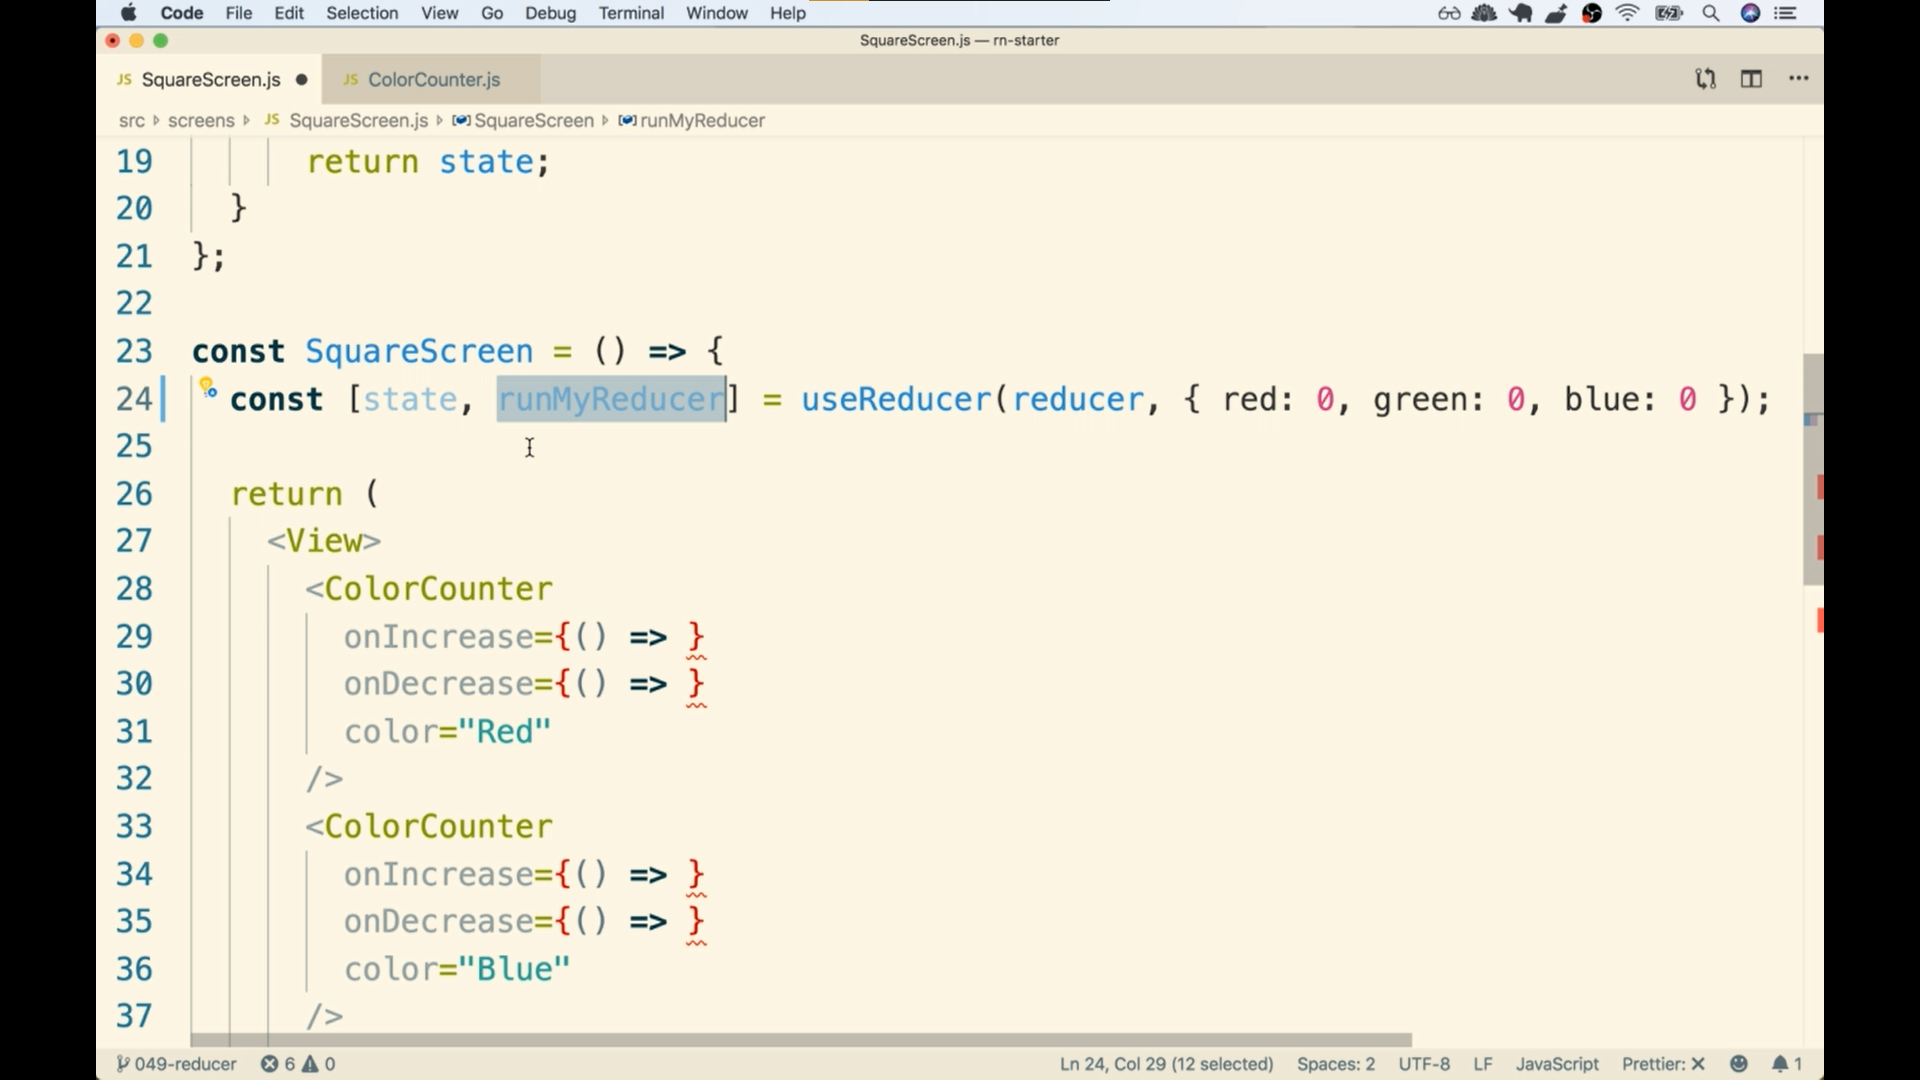 Code File Edit Selection View Go Debug Terminal Window Help
SquareScreen.js — rn-starter
JS SquareScreen.js ● JS ColorCounter.js
src screens JS SquareScreen.js SquareScreen runMyReducer
19 return state;
20 }
21 };
22
23 const SquareScreen = () => {
24 const [state, runMyReducer] = useReducer(reducer, { red: 0, green: 0, blue: 0 });
25
26 return (
27 <View>
28 <ColorCounter
29 onIncrease={() => }
30 onDecrease={() => }
31 color="Red"
32 />
33 <ColorCounter
34 onIncrease={() => }
35 onDecrease={() => }
36 color="Blue"
37 />
049-reducer 6 0 Ln 24, Col 29 (12 selected) Spaces: 2 UTF-8 LF JavaScript Prettier: ✕ 1